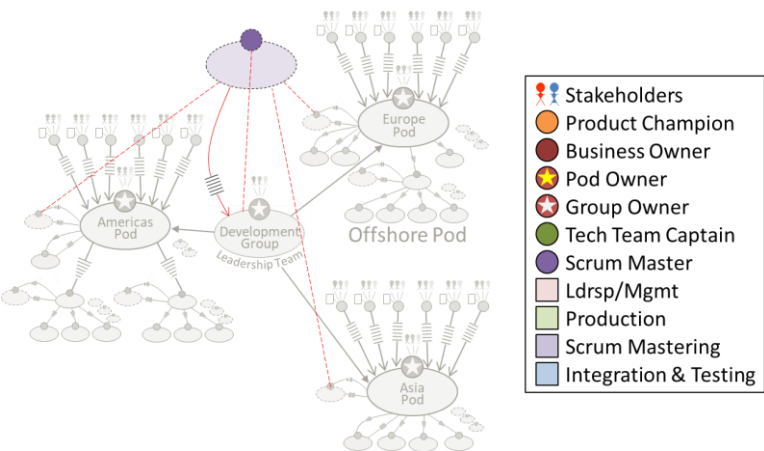 Europe
Pod
Americas
Pod
Development
Group
Leadership Team
Offshore Pod
Asia
Pod
Stakeholders
Product Champion
Business Owner
Pod Owner
Group Owner
Tech Team Captain
Scrum Master
Ldrsp/Mgmt
Production
Scrum Mastering
Integration & Testing